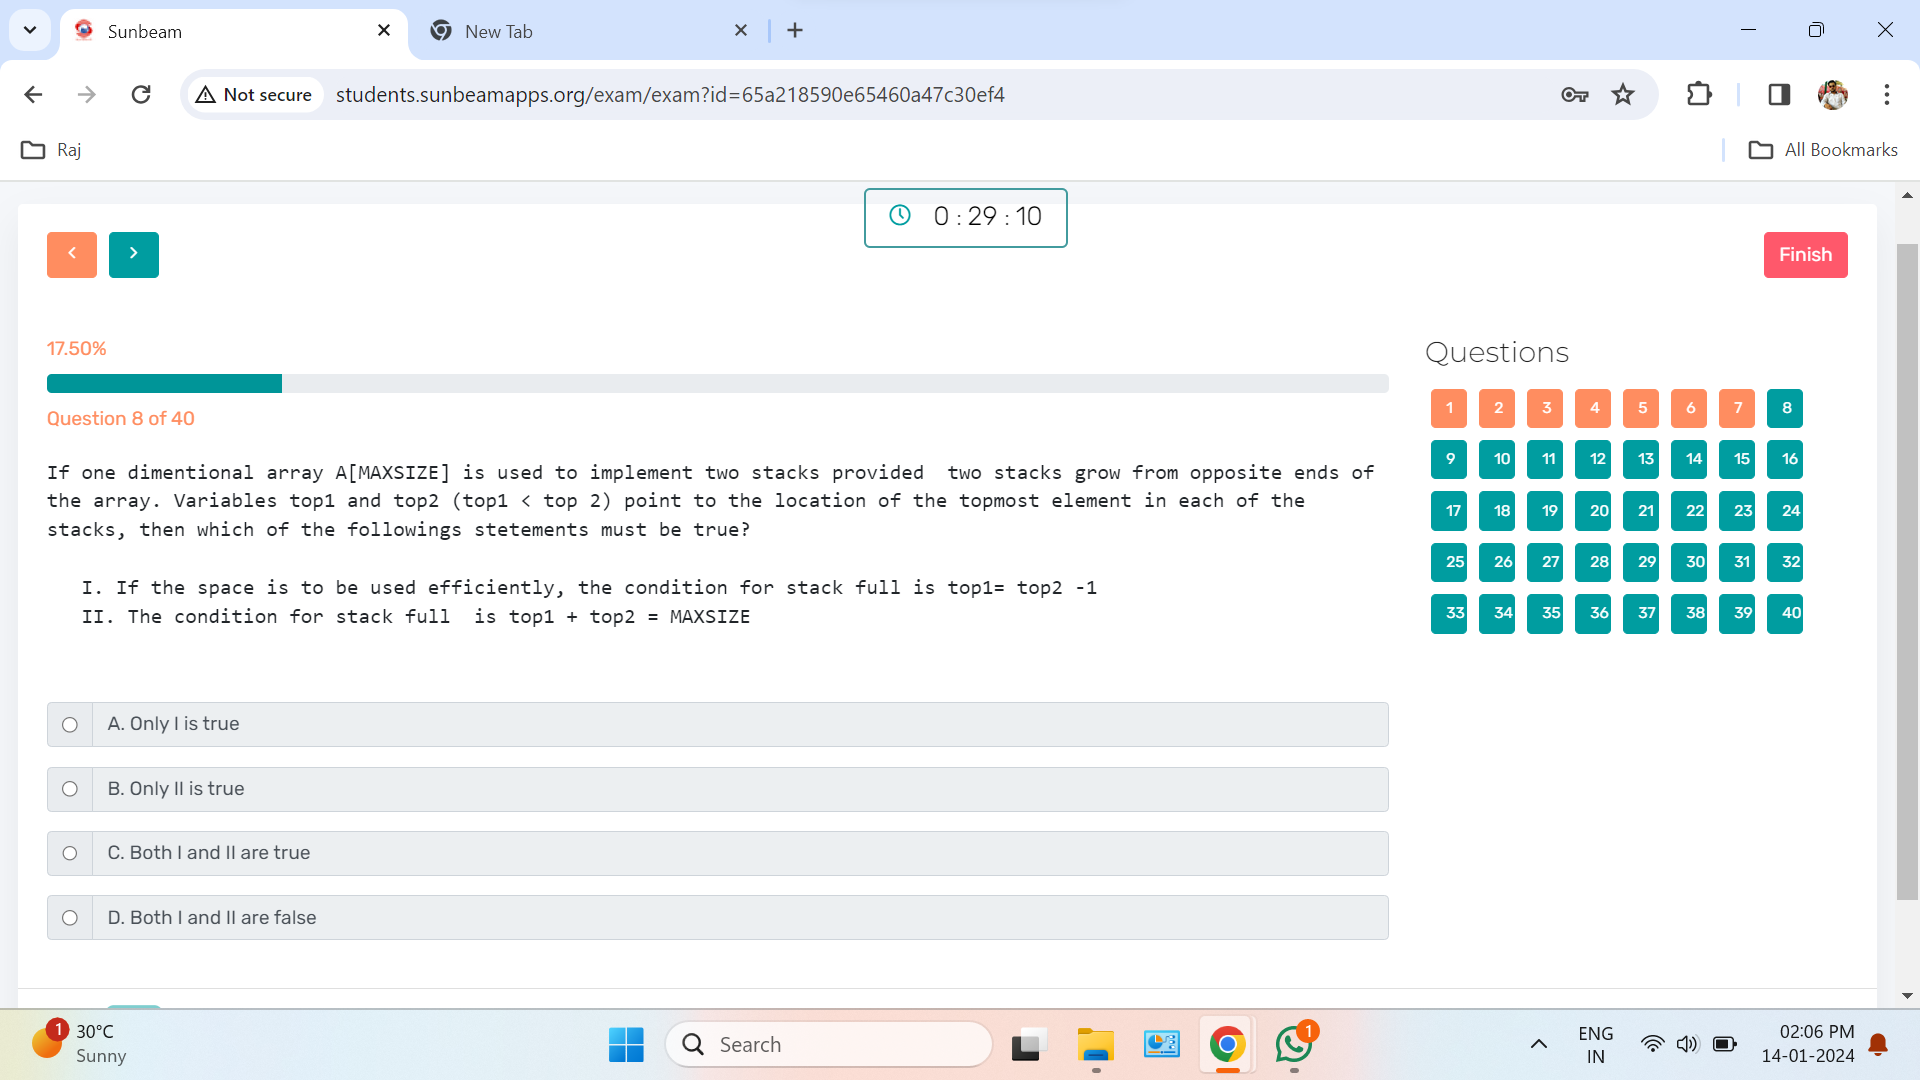 Sunbeam
New Tab
Not secure
students.sunbeamapps.org/exam/exam?id=65a218590e65460a47c30ef4
Raj
All Bookmarks
0 : 29 : 10
Finish
17.50%
Question 8 of 40
If one dimentional array A[MAXSIZE] is used to implement two stacks provided  two stacks grow from opposite ends of
the array. Variables top1 and top2 (top1 < top 2) point to the location of the topmost element in each of the
stacks, then which of the followings stetements must be true?
I. If the space is to be used efficiently, the condition for stack full is top1= top2 -1
II. The condition for stack full  is top1 + top2 = MAXSIZE
A. Only I is true
B. Only II is true
C. Both I and II are true
D. Both I and II are false
Questions
1 2 3 4 5 6 7 8
9 10 11 12 13 14 15 16
17 18 19 20 21 22 23 24
25 26 27 28 29 30 31 32
33 34 35 36 37 38 39 40
1
30°C
Sunny
Search
1
ENG
IN
02:06 PM
14-01-2024